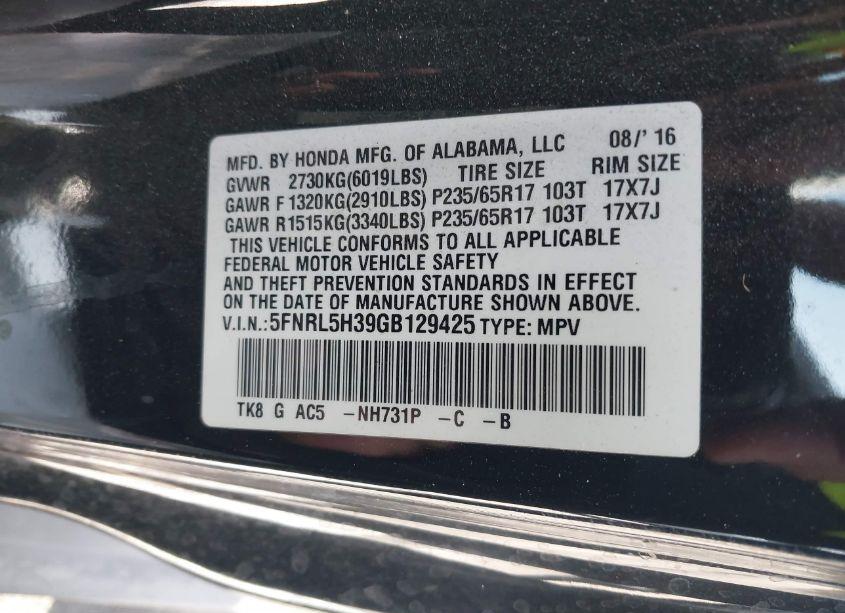 MFD. BY HONDA MFG. OF ALABAMA, LLC 08/' 16
GVWR 2730KG(6019LBS) TIRE SIZE RIM SIZE
GAWR F 1320KG(2910LBS) P235/65R17 103T 17X7J
GAWR R1515KG(3340LBS) P235/65R17 103T 17X7J
THIS VEHICLE CONFORMS TO ALL APPLICABLE
FEDERAL MOTOR VEHICLE SAFETY
AND THEFT PREVENTION STANDARDS IN EFFECT
ON THE DATE OF MANUFACTURE SHOWN ABOVE.
V.I.N.:5FNRL5H39GB129425 TYPE: MPV
TK8 G AC5 -NH731P -C -B